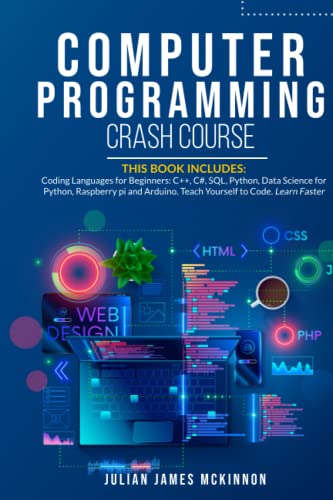 COMPUTER
PROGRAMMING
CRASH COURSE
THIS BOOK INCLUDES:
Coding Languages for Beginners: C++, C#, SQL, Python, Data Science for
Python, Raspberry pi and Arduino. Teach Yourself to Code. Learn Faster
CSS
HTML
J
WEB
DESIGN
PHP
JULIAN JAMES MCKINNON